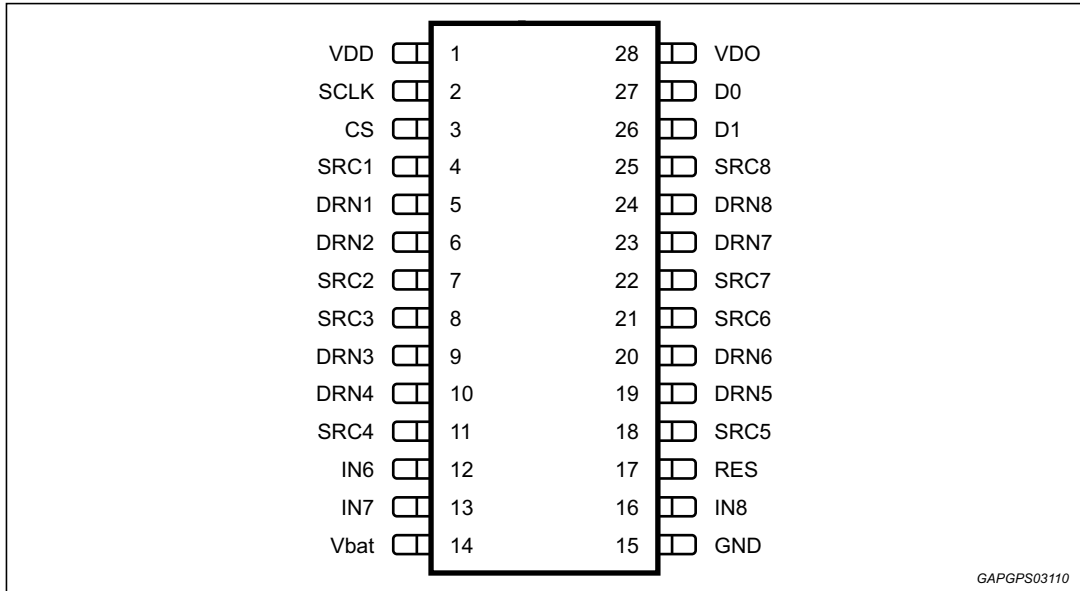 VDD 1 28 VDO
SCLK 2 27 D0
CS 3 26 D1
SRC1 4 25 SRC8
DRN1 5 24 DRN8
DRN2 6 23 DRN7
SRC2 7 22 SRC7
SRC3 8 21 SRC6
DRN3 9 20 DRN6
DRN4 10 19 DRN5
SRC4 11 18 SRC5
IN6 12 17 RES
IN7 13 16 IN8
Vbat 14 15 GND
GAPGPS03110